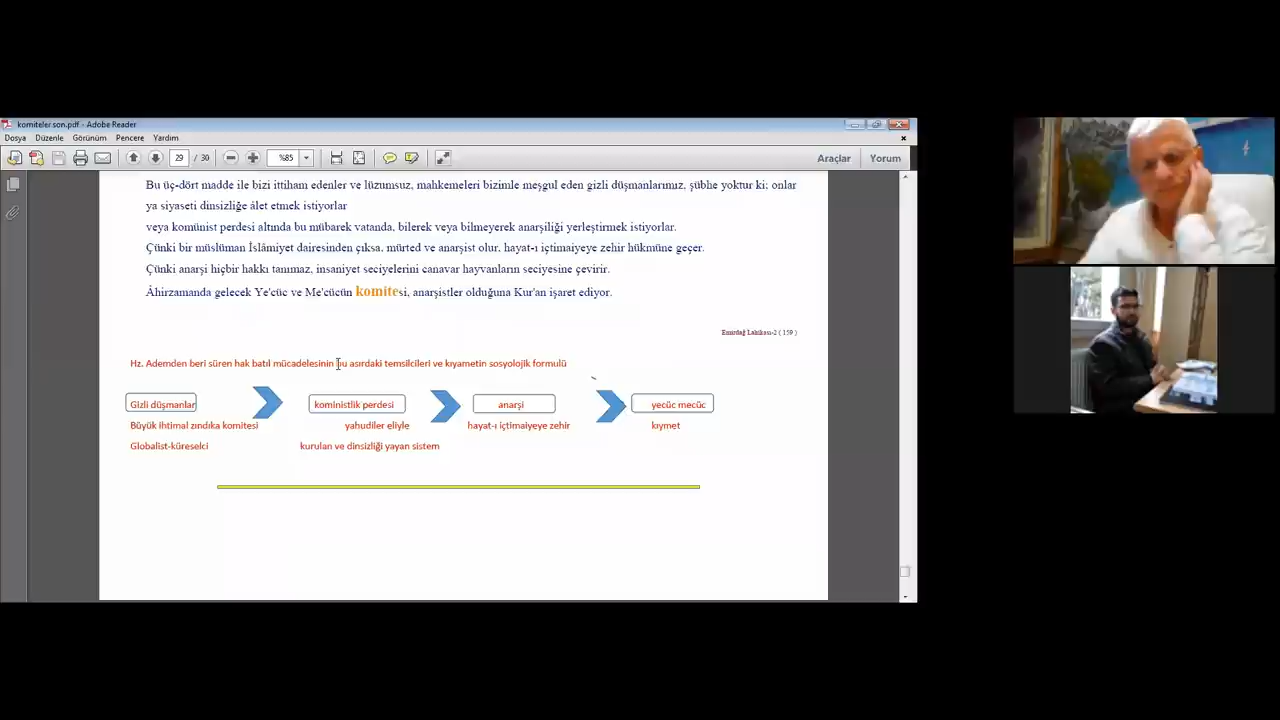 komiteler son.pdf - Adobe Reader
Dosya Düzenle Görünüm Pencere Yardım
29 / 30 %85 Araçlar Yorum
Bu üç-dört madde ile bizi ittiham edenler ve lüzumsuz, mahkemeleri bizimle meşgul eden gizli düşmanlarımız, şübhe yoktur ki; onlar
ya siyaseti dinsizliğe âlet etmek istiyorlar
veya komünist perdesi altında bu mübarek vatanda, bilerek veya bilmeyerek anarşiliği yerleştirmek istiyorlar.
Çünki bir müslüman İslâmiyet dairesinden çıksa, mürted ve anarşist olur, hayat-ı içtimaiyeye zehir hükmüne geçer.
Çünki anarşi hiçbir hakkı tanımaz, insaniyet seciyelerini canavar hayvanların seciyesine çevirir.
Âhirzamanda gelecek Ye'cüc ve Me'cücün komitesi, anarşistler olduğuna Kur'an işaret ediyor.
Emirdağ Lahikası-2 ( 159 )
Hz. Ademden beri süren hak batıl mücadelesinin bu asırdaki temsilcileri ve kıyametin sosyolojik formulü
Gizli düşmanlar koministlik perdesi anarşi yecüc mecüc
Büyük ihtimal zındıka komitesi yahudiler eliyle hayat-ı içtimaiyeye zehir kıymet
Globalist-küreselci kurulan ve dinsizliği yayan sistem